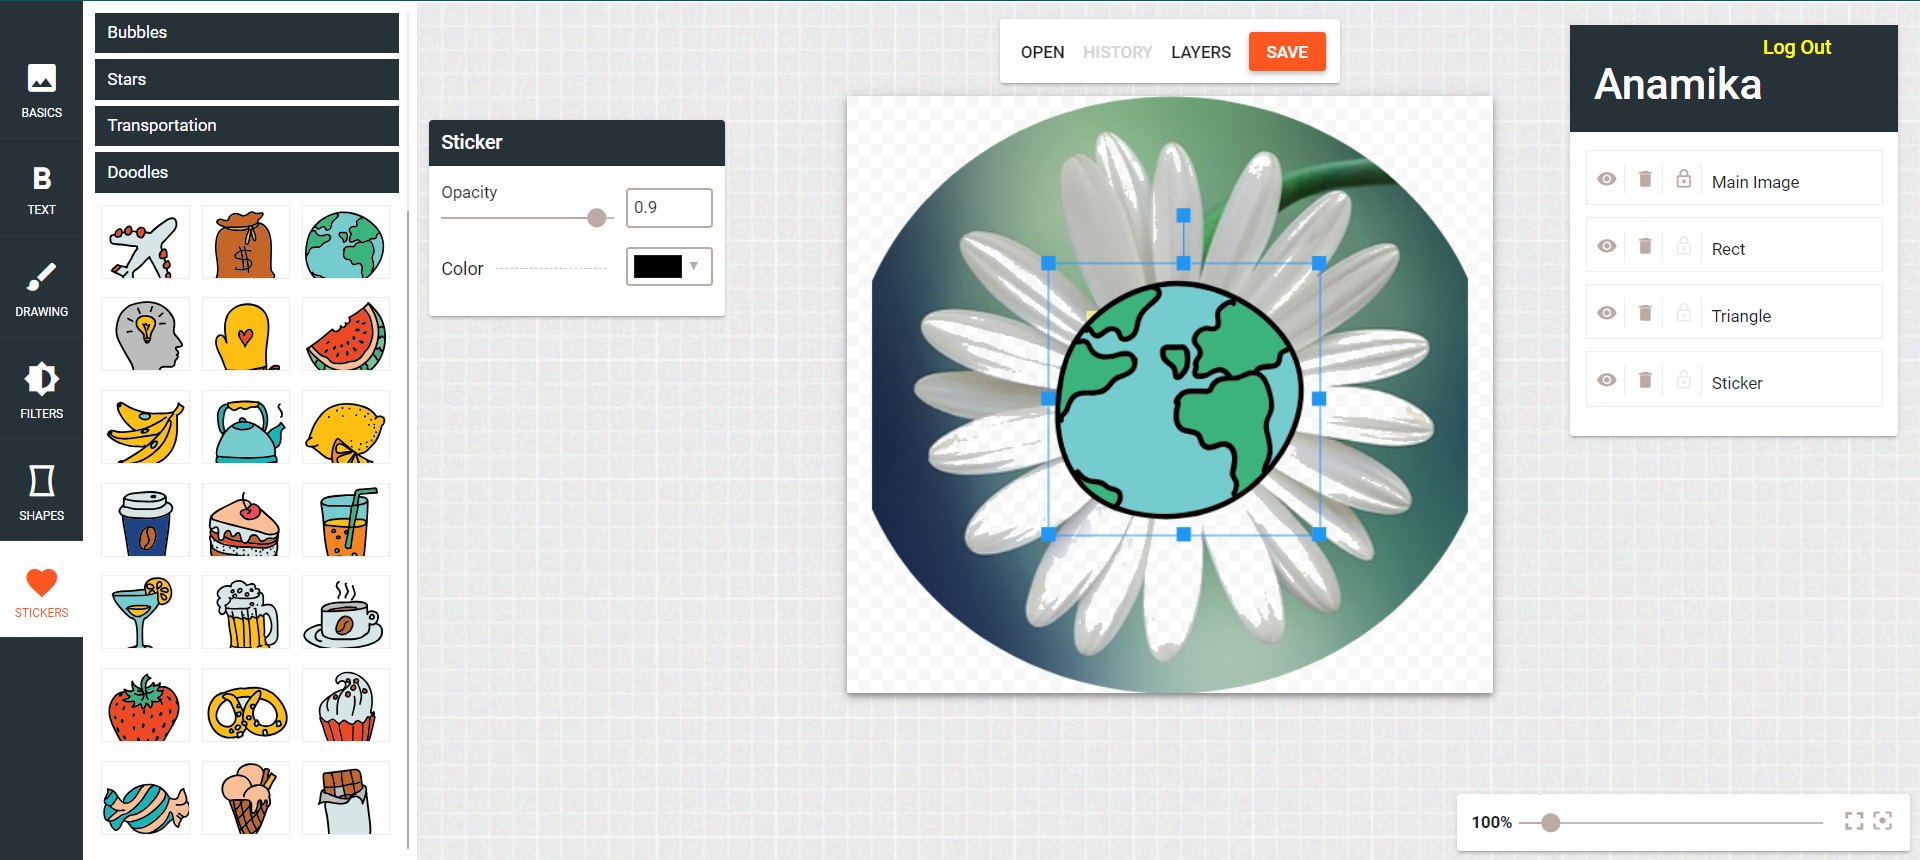 BASICS
TEXT
DRAWING
FILTERS
SHAPES
STICKERS
Bubbles
Stars
Transportation
Doodles
$
Sticker
Opacity
0.9
Color
OPEN HISTORY LAYERS SAVE
Log Out
Anamika
Main Image
Rect
Triangle
Sticker
100%